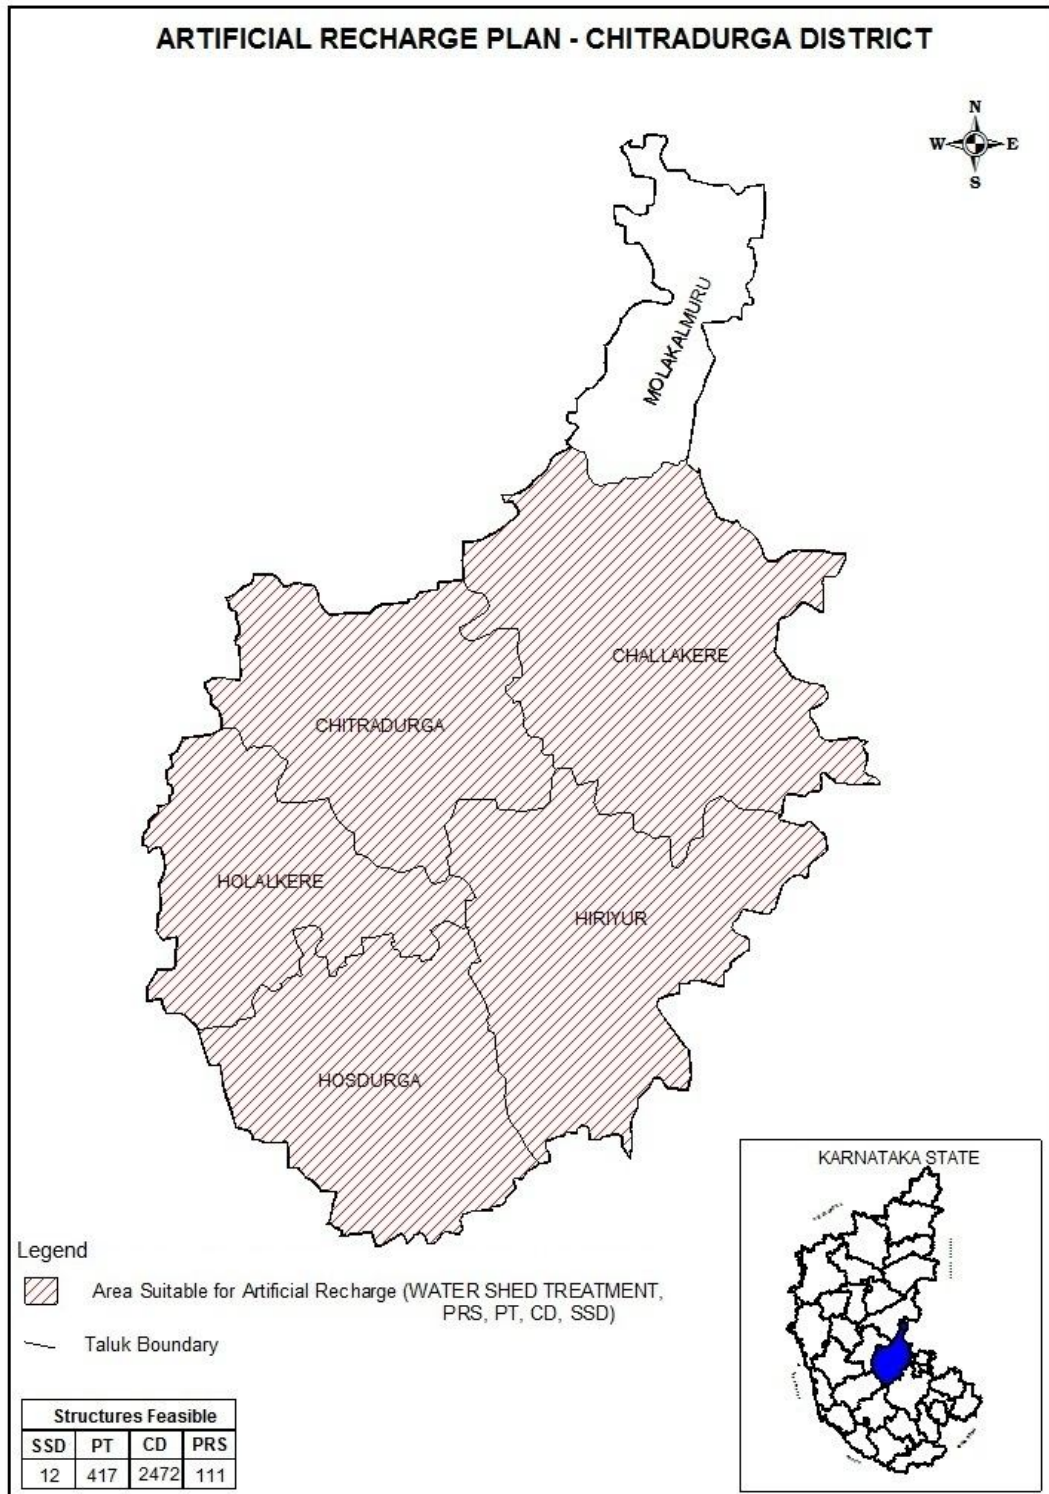 ARTIFICIAL RECHARGE PLAN - CHITRADURGA DISTRICT
N
W E
S
MOLAKALMURU
CHALLAKERE
CHITRADURGA
HOLALKERE
HIRIYUR
HOSDURGA
KARNATAKA STATE
Legend
Area Suitable for Artificial Recharge (WATER SHED TREATMENT,
PRS, PT, CD, SSD)
Taluk Boundary
Structures Feasible
SSD PT CD PRS
12 417 2472 111